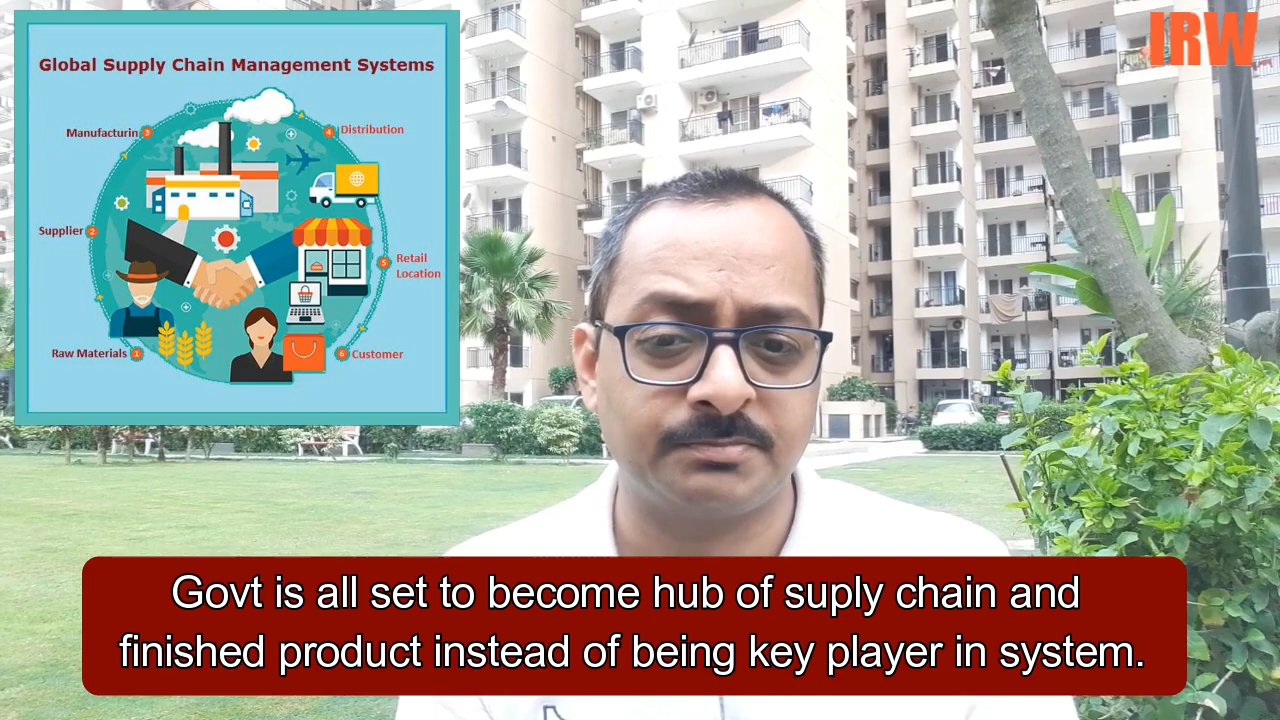 IRW
Global Supply Chain Management Systems
Manufacturin 3
4 Distribution
Supplier 2
5 Retail
Location
OPEN
Raw Materials 1
6 Customer
Govt is all set to become hub of suply chain and
finished product instead of being key player in system.